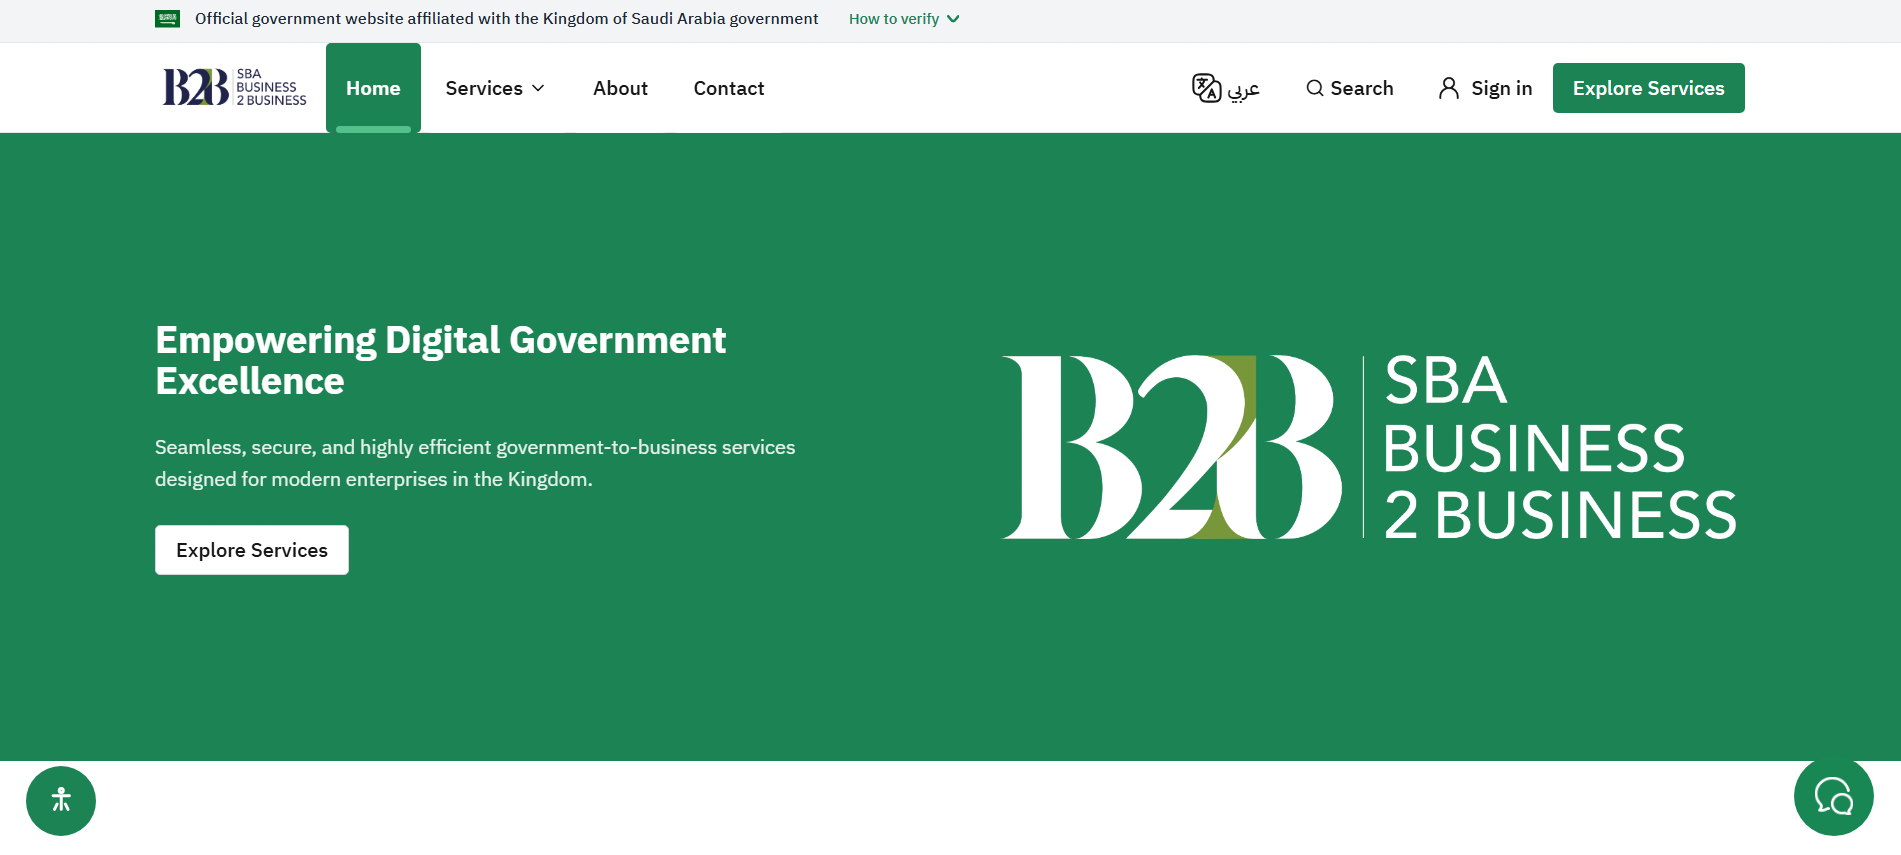 Official government website affiliated with the Kingdom of Saudi Arabia government
How to verify
B2B
SBA
BUSINESS
2 BUSINESS
Home
Services
About
Contact
عربي
Search
Sign in
Explore Services
Empowering Digital Government
Excellence
Seamless, secure, and highly efficient government-to-business services
designed for modern enterprises in the Kingdom.
Explore Services
B2B
SBA
BUSINESS
2 BUSINESS